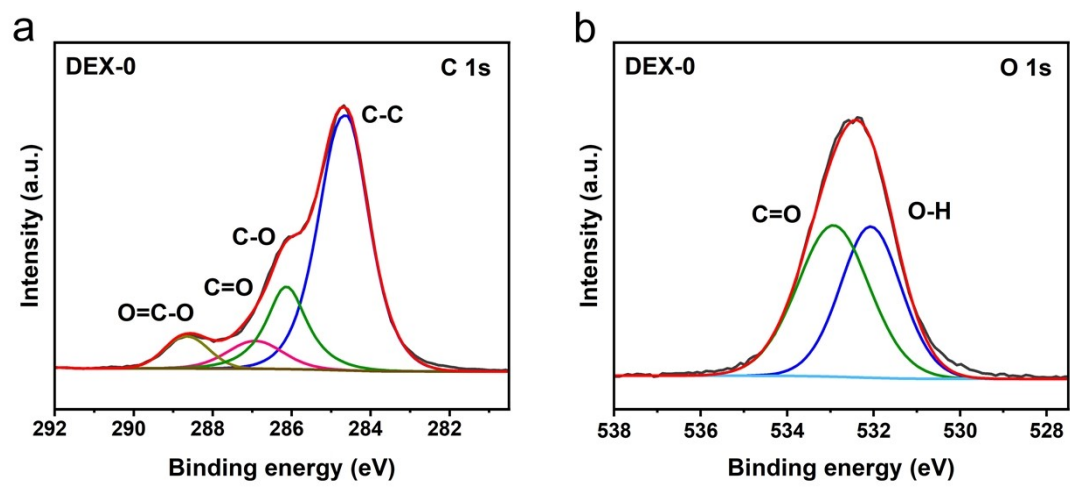 a
DEX-0
C 1s
C-C
C-O
C=O
O=C-O
Intensity (a.u.)
292 290 288 286 284 282
Binding energy (eV)
b
DEX-0
O 1s
C=O
O-H
Intensity (a.u.)
538 536 534 532 530 528
Binding energy (eV)